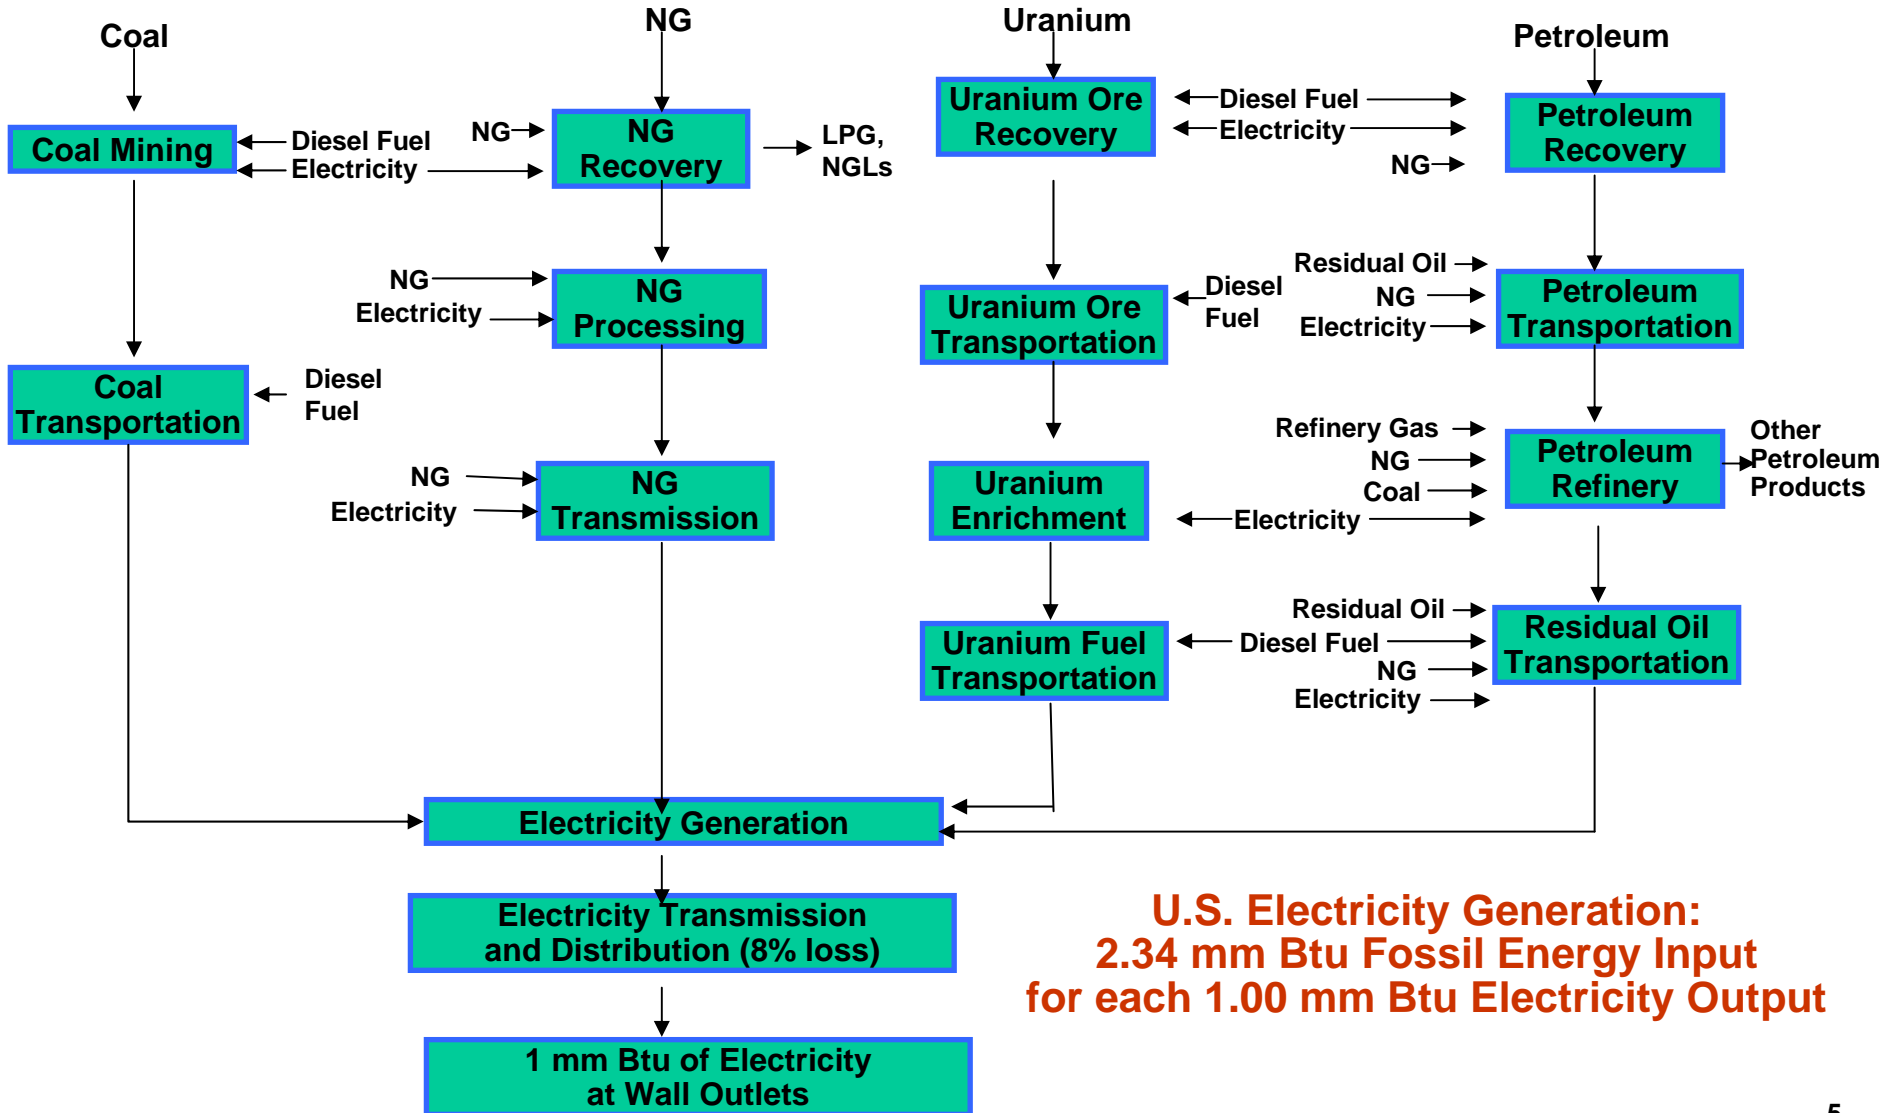 Coal
NG
Uranium
Petroleum
Coal Mining
Diesel Fuel
Electricity
NG
NG
Recovery
LPG,
NGLs
Uranium Ore
Recovery
Diesel Fuel
Electricity
NG
Petroleum
Recovery
NG
Electricity
NG
Processing
Uranium Ore
Transportation
Diesel
Fuel
Residual Oil
NG
Electricity
Petroleum
Transportation
Coal
Transportation
Diesel
Fuel
NG
Electricity
NG
Transmission
Uranium
Enrichment
Refinery Gas
NG
Coal
Electricity
Petroleum
Refinery
Other
Petroleum
Products
Uranium Fuel
Transportation
Residual Oil
Diesel Fuel
NG
Electricity
Residual Oil
Transportation
Electricity Generation
Electricity Transmission
and Distribution (8% loss)
1 mm Btu of Electricity
at Wall Outlets
U.S. Electricity Generation:
2.34 mm Btu Fossil Energy Input
for each 1.00 mm Btu Electricity Output
5